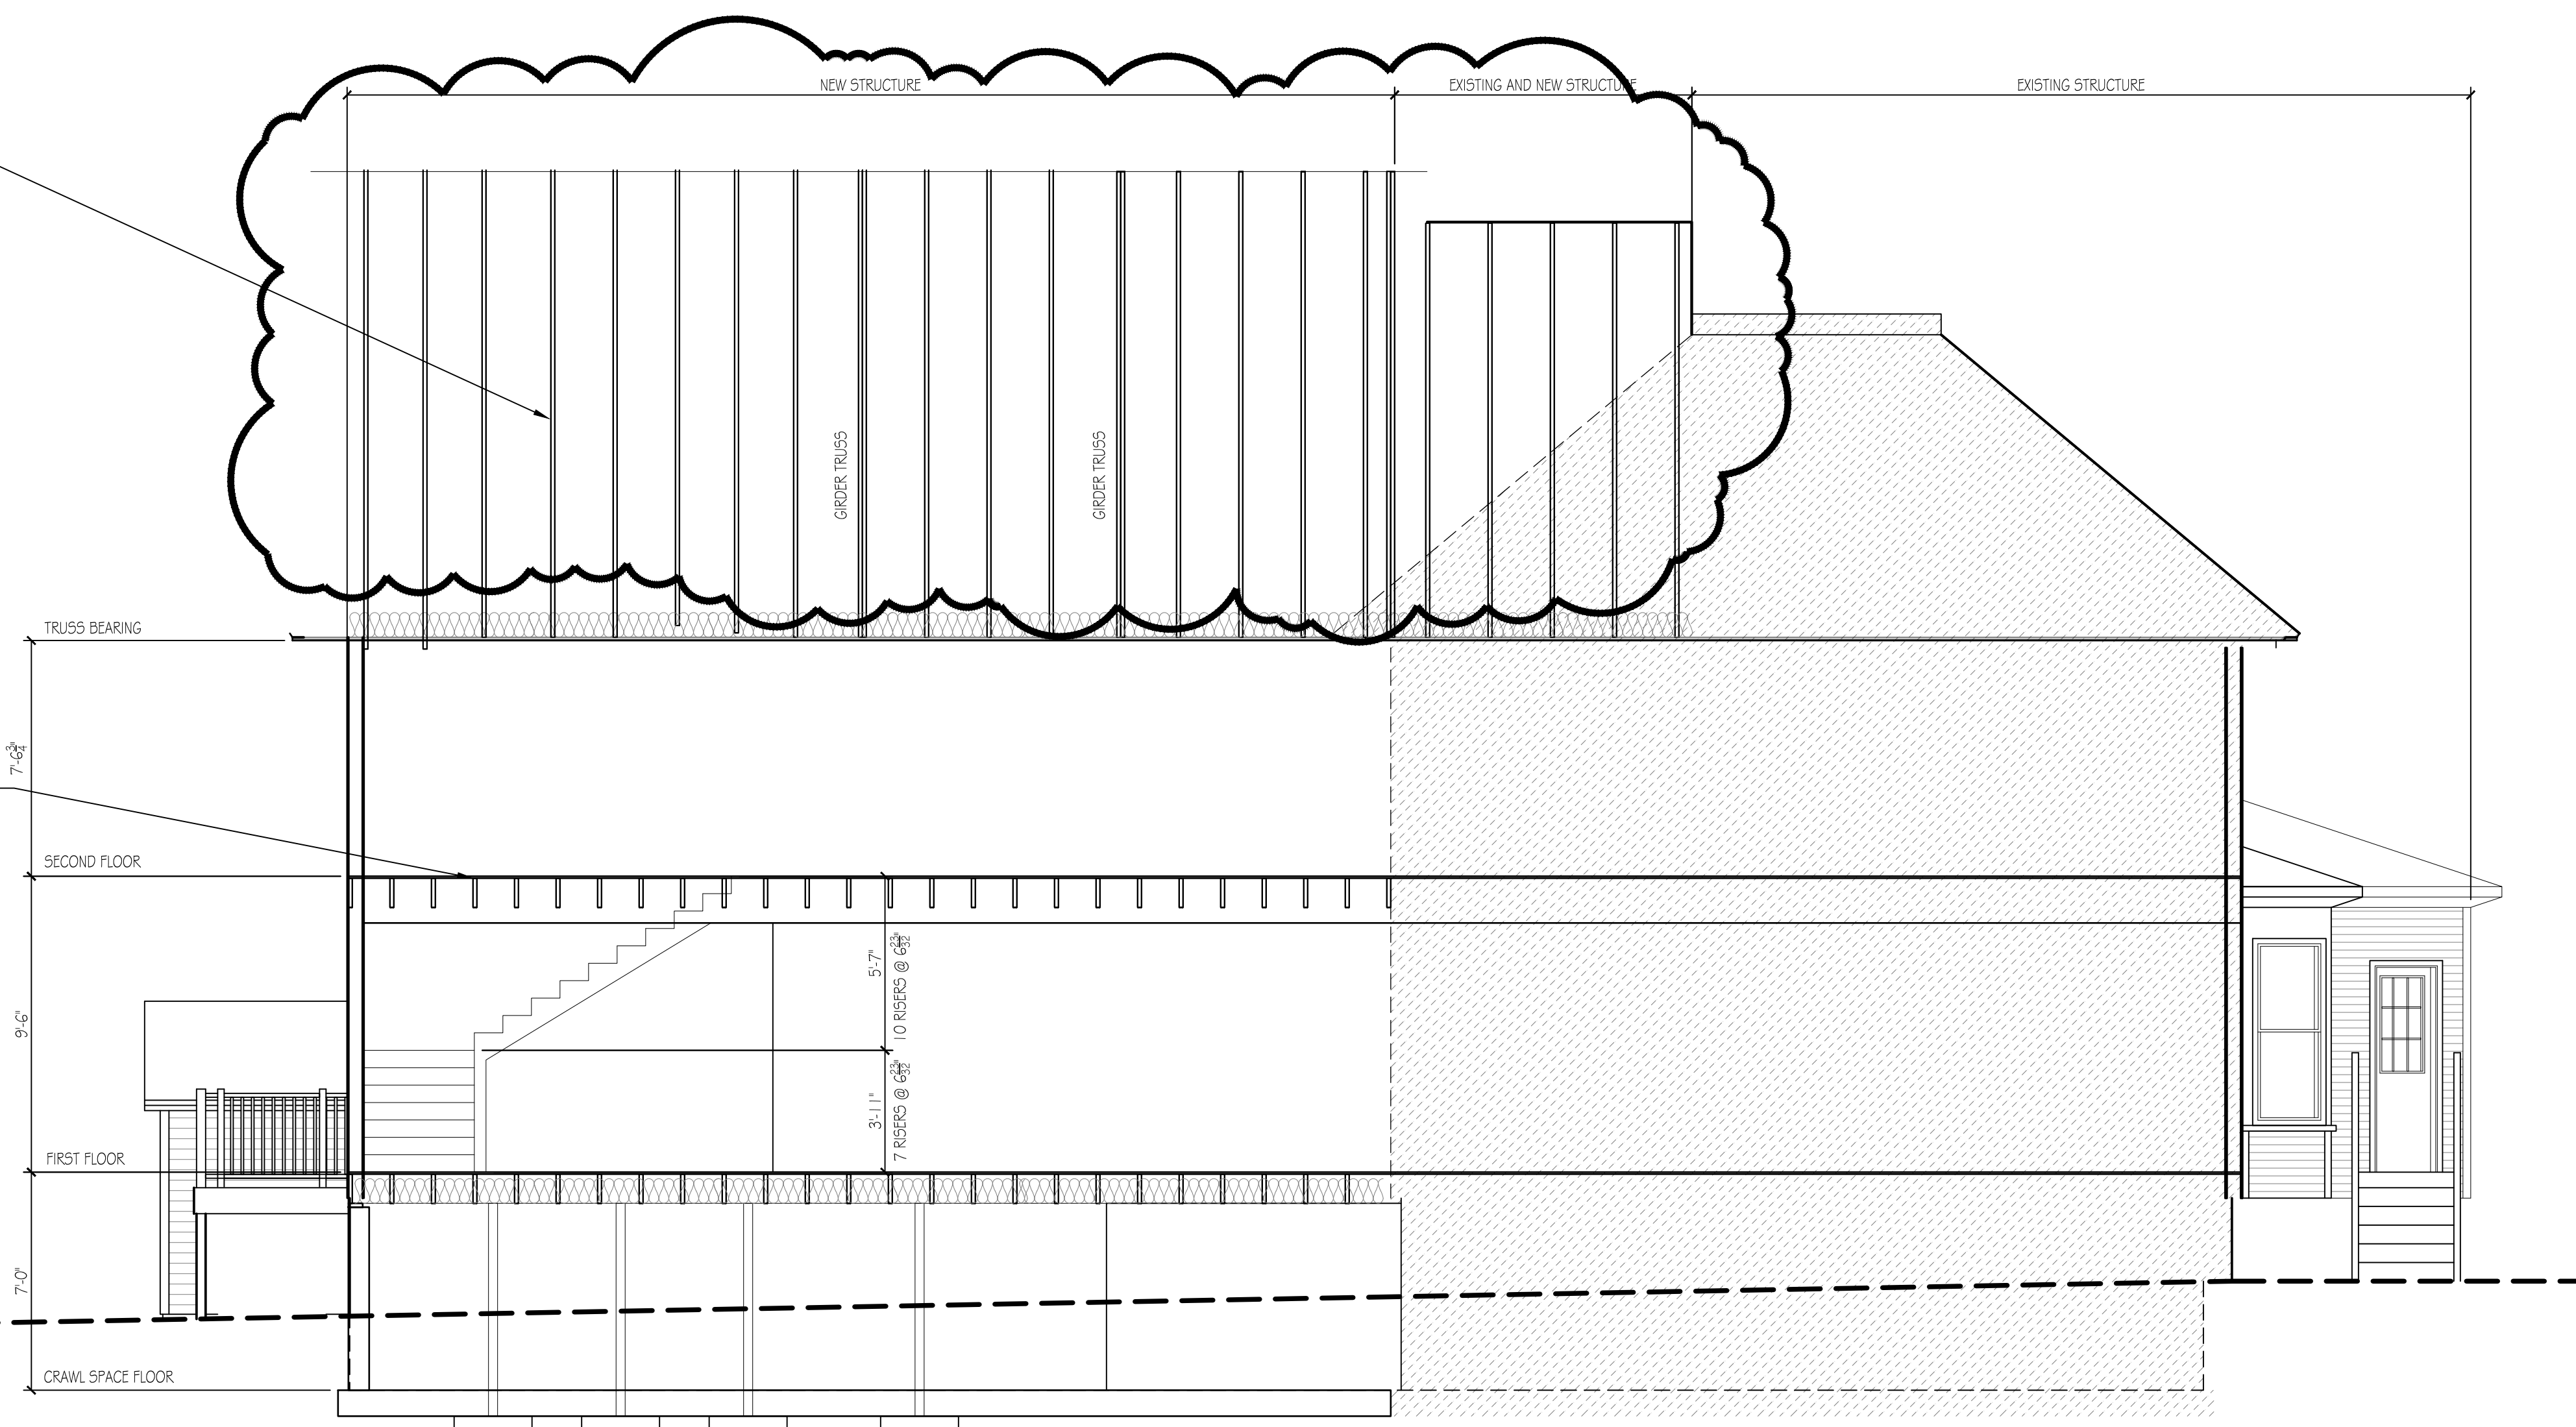 NEW STRUCTURE
EXISTING AND NEW STRUCTURE
EXISTING STRUCTURE
GIRDER TRUSS
GIRDER TRUSS
TRUSS BEARING
7'-6 3/4"
SECOND FLOOR
5'-7"
10 RISERS @ 6 23/32"
9'-6"
3'-11"
7 RISERS @ 6 23/32"
FIRST FLOOR
7'-0"
CRAWL SPACE FLOOR